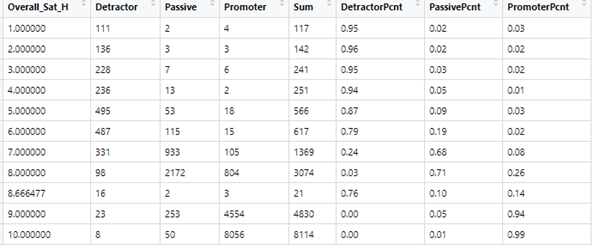 Overall_Sat_H Detractor Passive Promoter Sum DetractorPcnt PassivePcnt PromoterPcnt
1.000000 111 2 4 117 0.95 0.02 0.03
2.000000 136 3 3 142 0.96 0.02 0.02
3.000000 228 7 6 241 0.95 0.03 0.02
4.000000 236 13 2 251 0.94 0.05 0.01
5.000000 495 53 18 566 0.87 0.09 0.03
6.000000 487 115 15 617 0.79 0.19 0.02
7.000000 331 933 105 1369 0.24 0.68 0.08
8.000000 98 2172 804 3074 0.03 0.71 0.26
8.666477 16 2 3 21 0.76 0.10 0.14
9.000000 23 253 4554 4830 0.00 0.05 0.94
10.000000 8 50 8056 8114 0.00 0.01 0.99